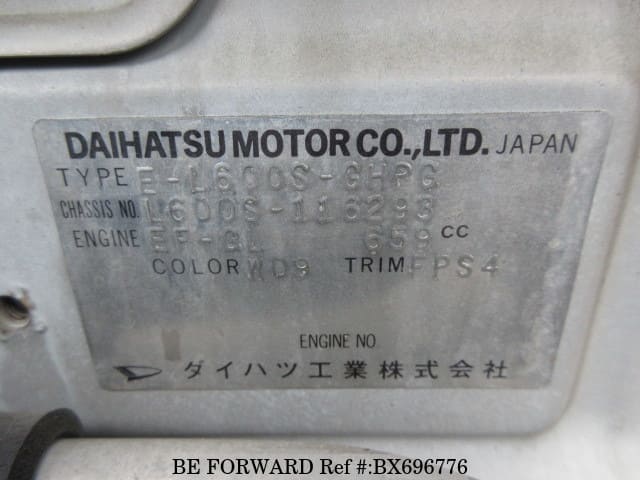 DAIHATSU MOTOR CO.,LTD. JAPAN
TYPE E-L600S-GHPG
CHASSIS NO. L600S-116293
ENGINE EF-GL 659 CC
COLOR W09 TRIM FPS4
ENGINE NO.
ダイハツ工業株式会社
BE FORWARD Ref #:BX696776